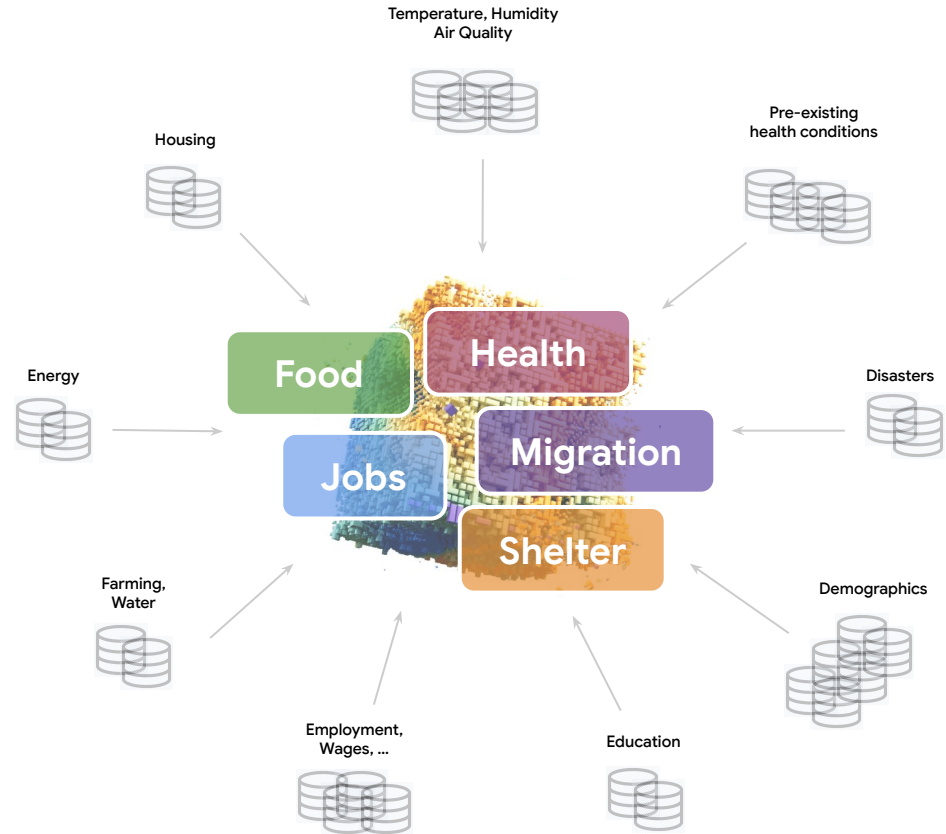 Temperature, Humidity
Air Quality
Pre-existing
health conditions
Housing
Health
Food
Energy
Disasters
Migration
Jobs
Shelter
Farming,
Water
Demographics
Employment,
Wages, ...
Education